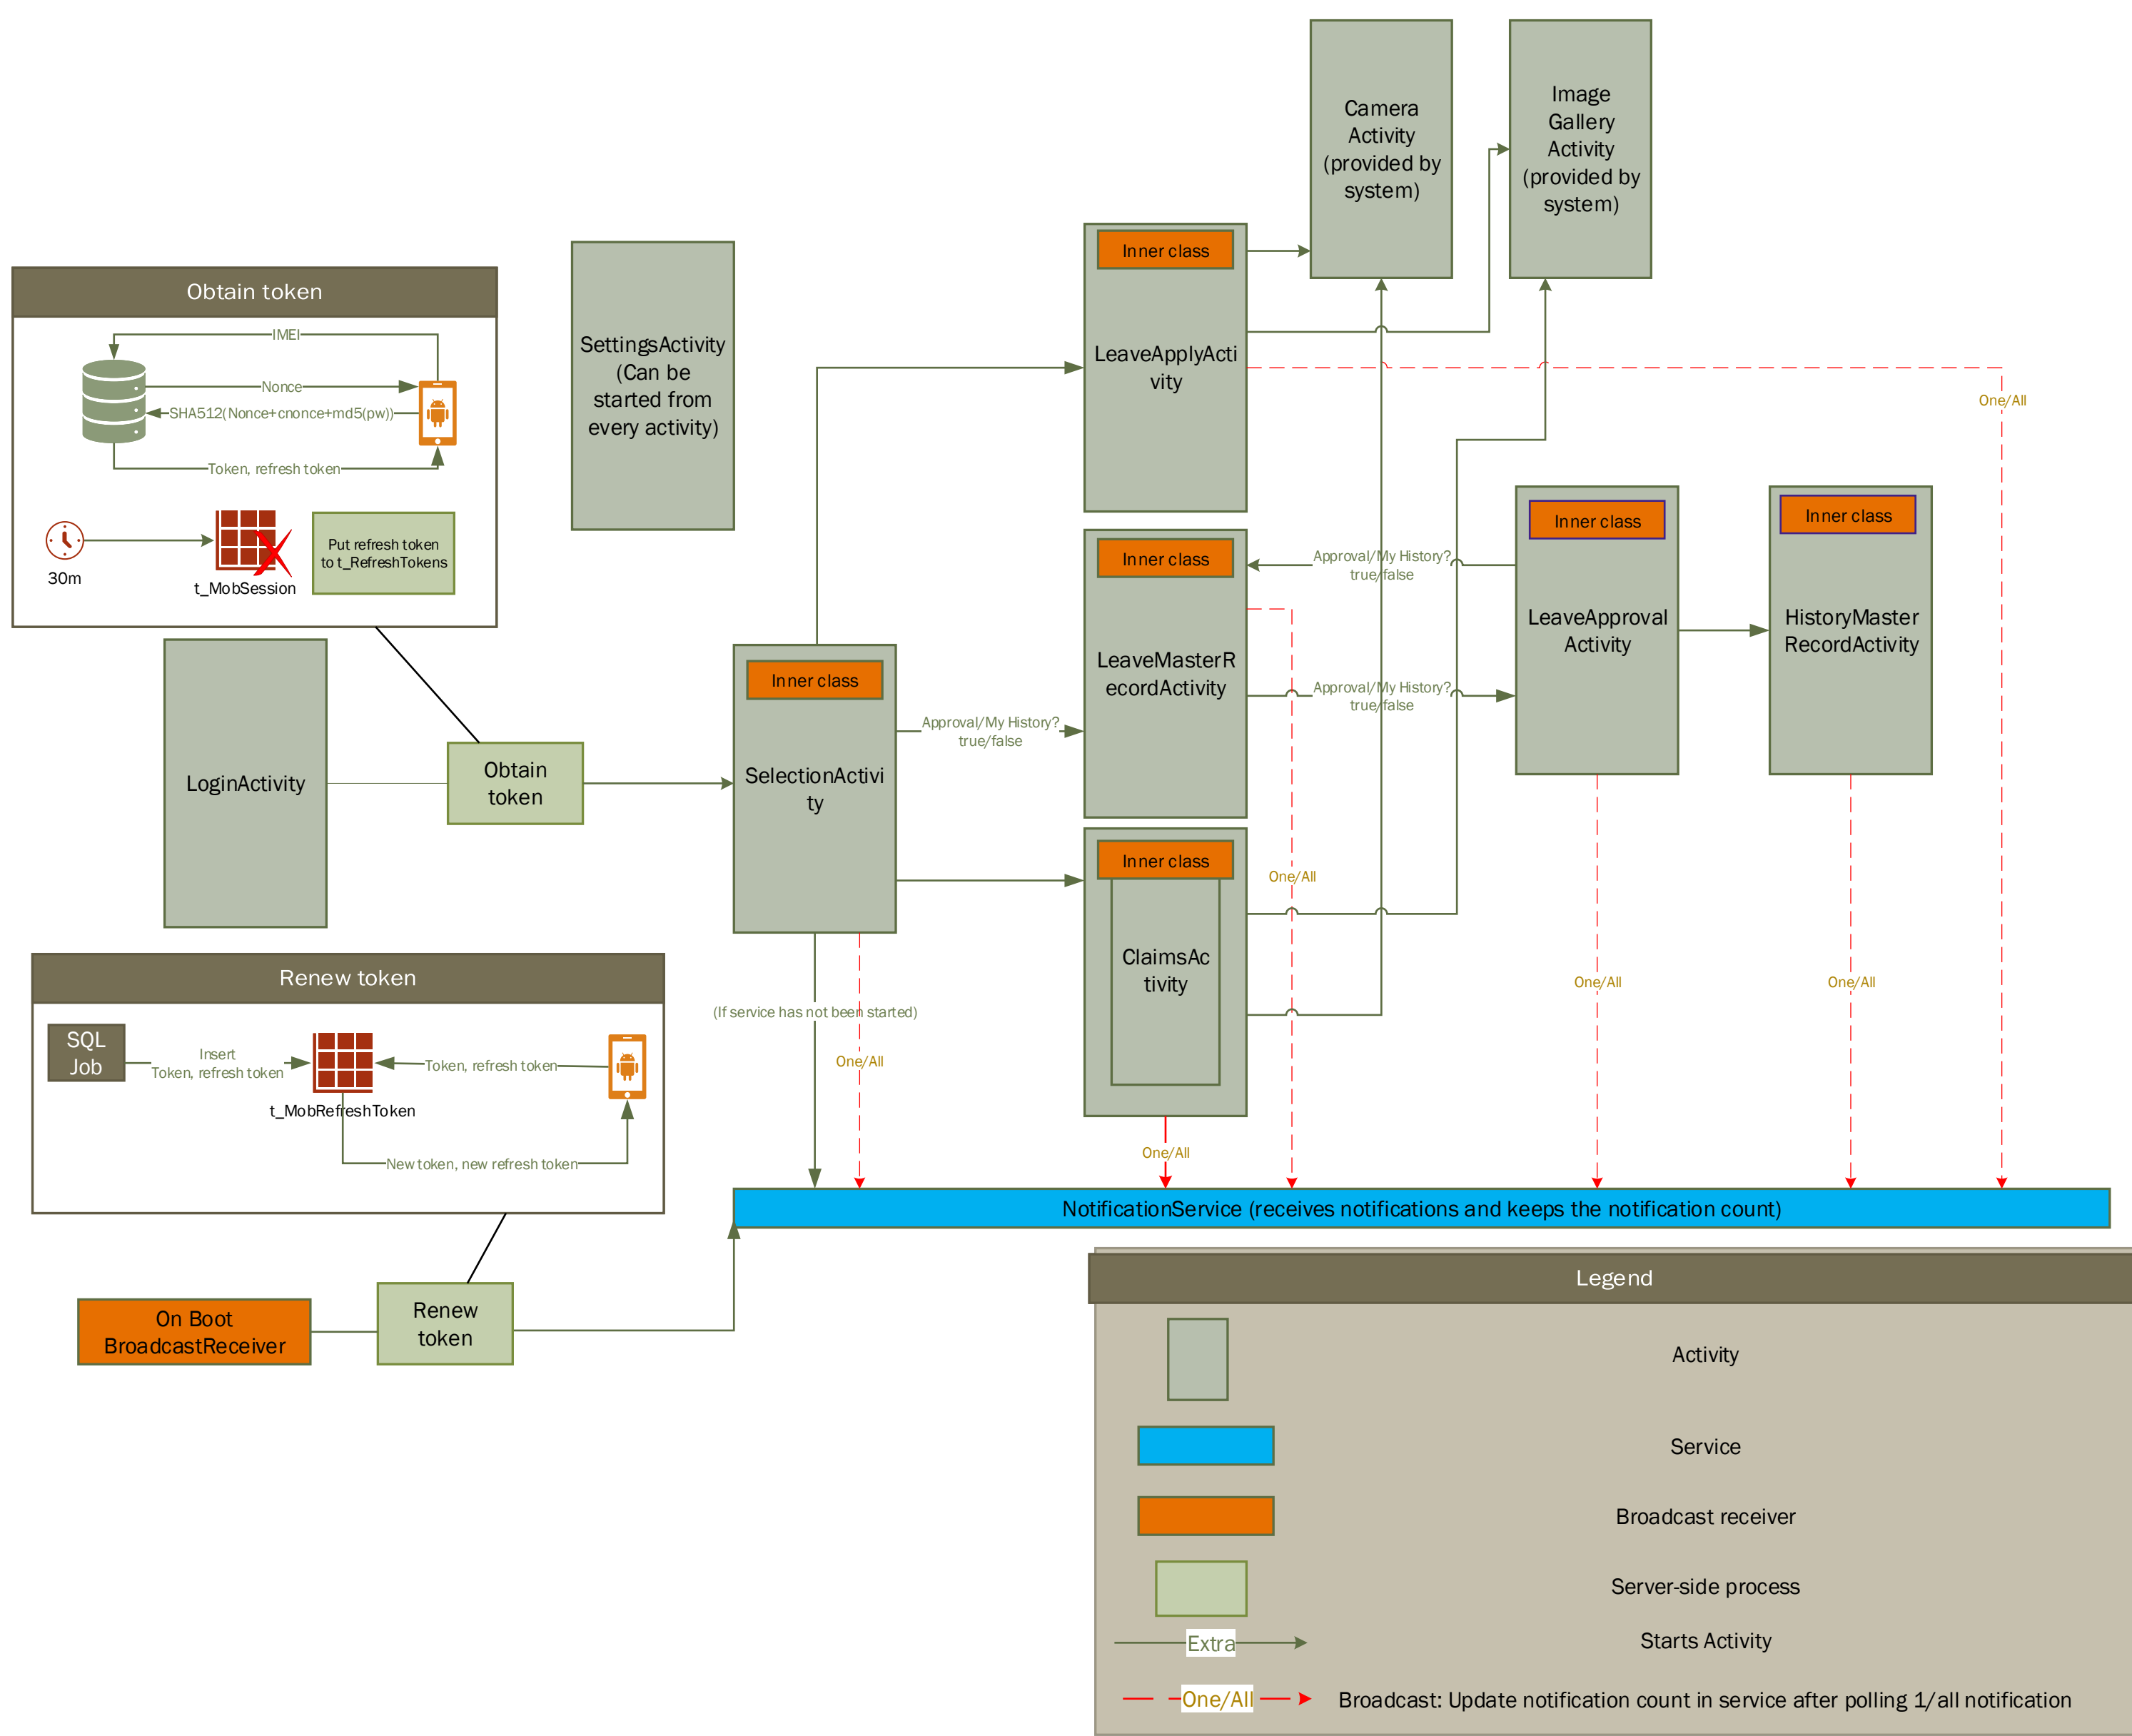 Camera
Activity
(provided by
system)
Image
Gallery
Activity
(provided by
system)
Inner class
LeaveApplyActi
vity
One/All
SettingsActivity
(Can be
started from
every activity)
Obtain token
IMEI
Nonce
SHA512(Nonce+cnonce+md5(pw))
Token, refresh token
30m
t_MobSession
Put refresh token
to t_RefreshTokens
LoginActivity
Obtain
token
Inner class
SelectionActivi
ty
Approval/My History?
true/false
Inner class
LeaveMasterR
ecordActivity
Approval/My History?
true/false
Approval/My History?
true/false
Inner class
LeaveApproval
Activity
Inner class
HistoryMaster
RecordActivity
Inner class
ClaimsAc
tivity
One/All
One/All
One/All
(If service has not been started)
One/All
One/All
Renew token
SQL
Job
Insert
Token, refresh token
Token, refresh token
t_MobRefreshToken
New token, new refresh token
NotificationService (receives notifications and keeps the notification count)
On Boot
BroadcastReceiver
Renew
token
Legend
Activity
Service
Broadcast receiver
Server-side process
Extra
Starts Activity
One/All
Broadcast: Update notification count in service after polling 1/all notification